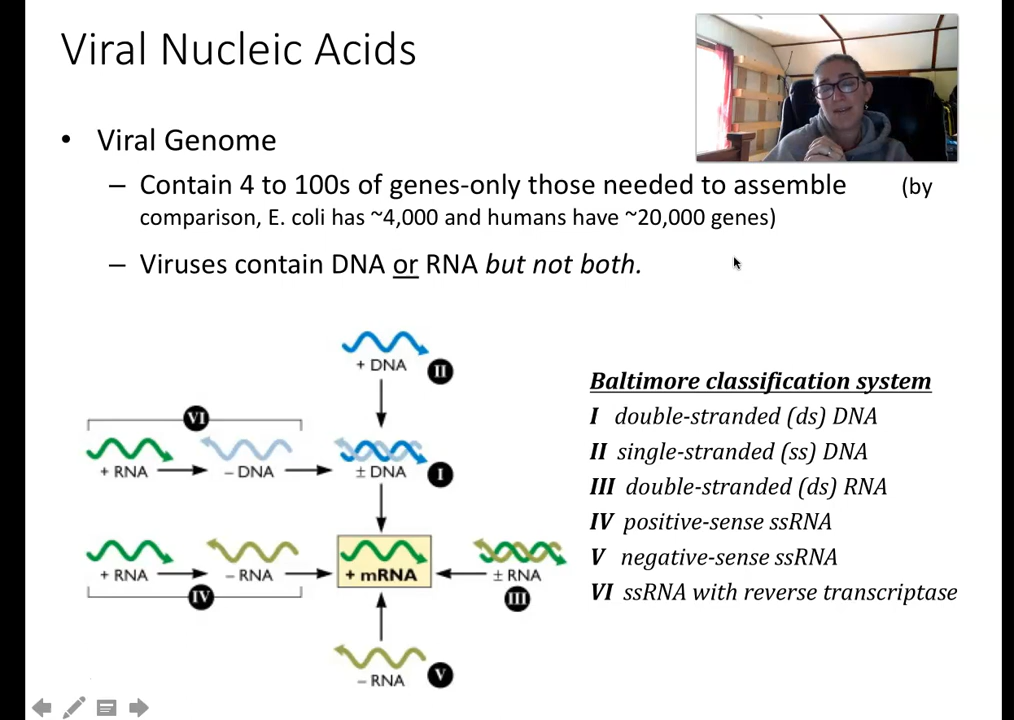 Viral Nucleic Acids
• Viral Genome
– Contain 4 to 100s of genes-only those needed to assemble (by
comparison, E. coli has ~4,000 and humans have ~20,000 genes)
– Viruses contain DNA or RNA but not both.
+ DNA
II
VI
+ RNA
– DNA
± DNA
I
+ RNA
– RNA
+ mRNA
± RNA
IV
III
– RNA
V
Baltimore classification system
I double-stranded (ds) DNA
II single-stranded (ss) DNA
III double-stranded (ds) RNA
IV positive-sense ssRNA
V negative-sense ssRNA
VI ssRNA with reverse transcriptase